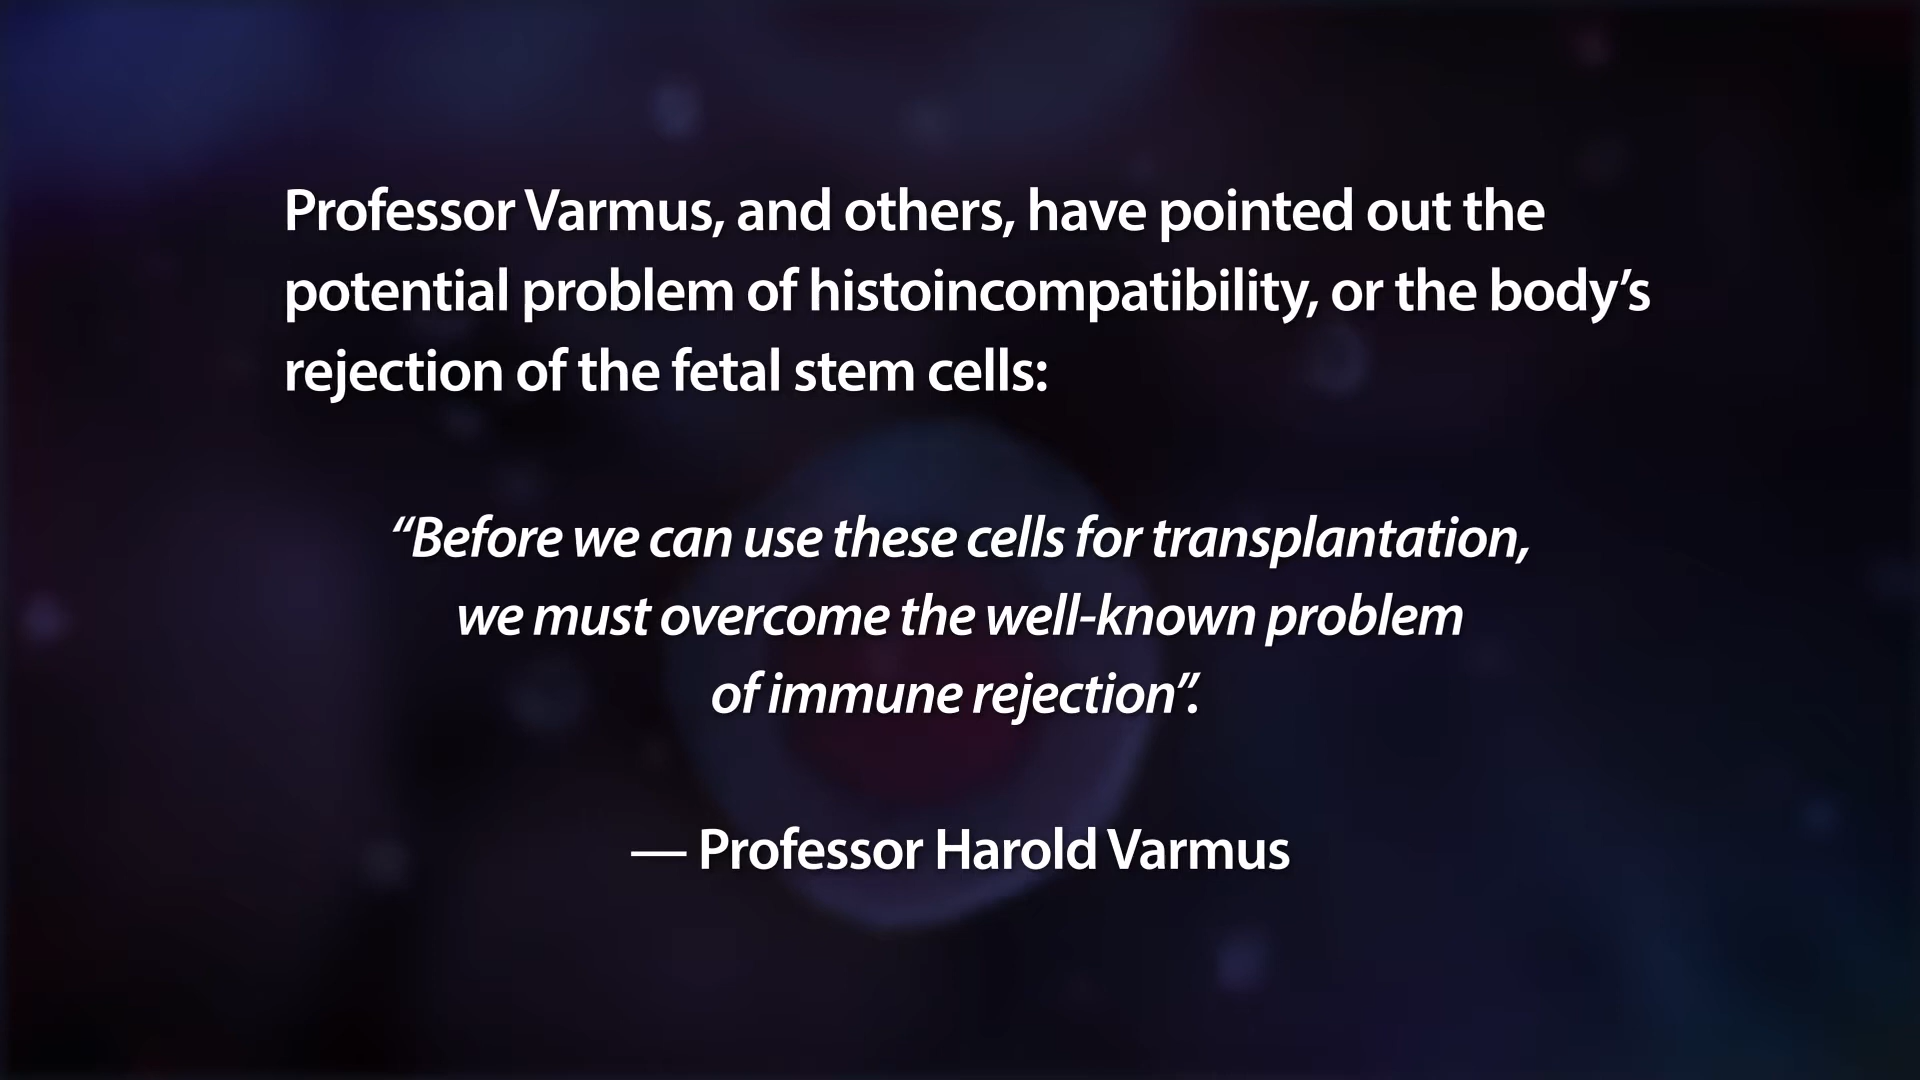 Professor Varmus, and others, have pointed out the
potential problem of histoincompatibility, or the body’s
rejection of the fetal stem cells:
“Before we can use these cells for transplantation,
we must overcome the well-known problem
of immune rejection”.
— Professor Harold Varmus